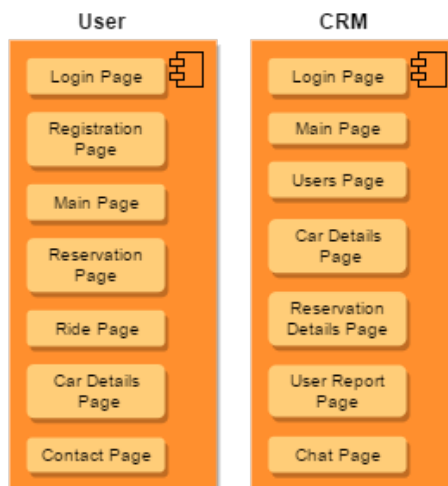 User
Login Page
Registration
Page
Main Page
Reservation
Page
Ride Page
Car Details
Page
Contact Page
CRM
Login Page
Main Page
Users Page
Car Details
Page
Reservation
Details Page
User Report
Page
Chat Page